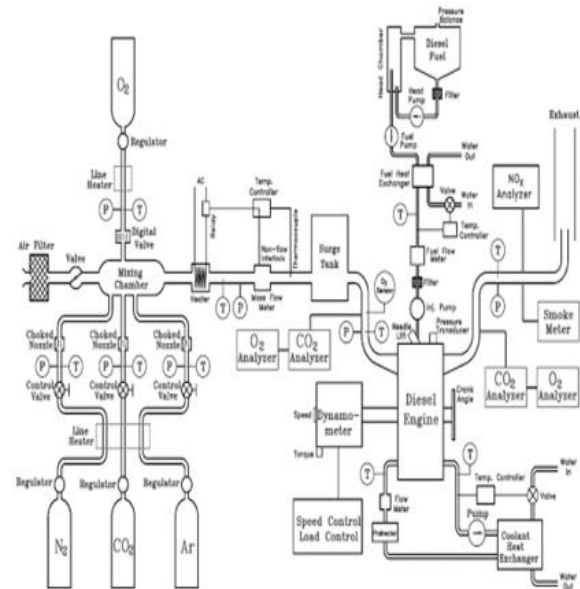 Pressure
Balance
Diesel
Fuel
Head Chamber
Filter
Head
Pump
Fuel
Pump
Exhaust
O₂
Regulator
Line
Heater
P
T
Digital
Valve
Air Filter
Valve
Mixing
Chamber
AC
Relay
Temp.
Controller
Thermocouple
Non-flow
Interlock
Heater
T
P
Mass Flow
Meter
Surge
Tank
O₂
Sensor
P
T
O₂
Analyzer
CO₂
Analyzer
Water
Out
Fuel Heat
Exchanger
Valve
Water
In
T
Temp.
Controller
Fuel Flow
Meter
Filter
Inj. Pump
Needle
Lift
Pressure
Transducer
NOx
Analyzer
T
P
Smoke
Meter
CO₂
Analyzer
O₂
Analyzer
Choked
Nozzle
Choked
Nozzle
Choked
Nozzle
P
T
P
T
P
T
Control
Valve
Control
Valve
Control
Valve
Line
Heater
Regulator
Regulator
Regulator
N₂
CO₂
Ar
Speed
Dynamo-
meter
Torque
Diesel
Engine
Crank
Angle
Speed Control
Load Control
T
Flow
Meter
Preheater
T
Temp. Controller
Pump
Water
In
Valve
Coolant
Heat
Exchanger
Water
Out